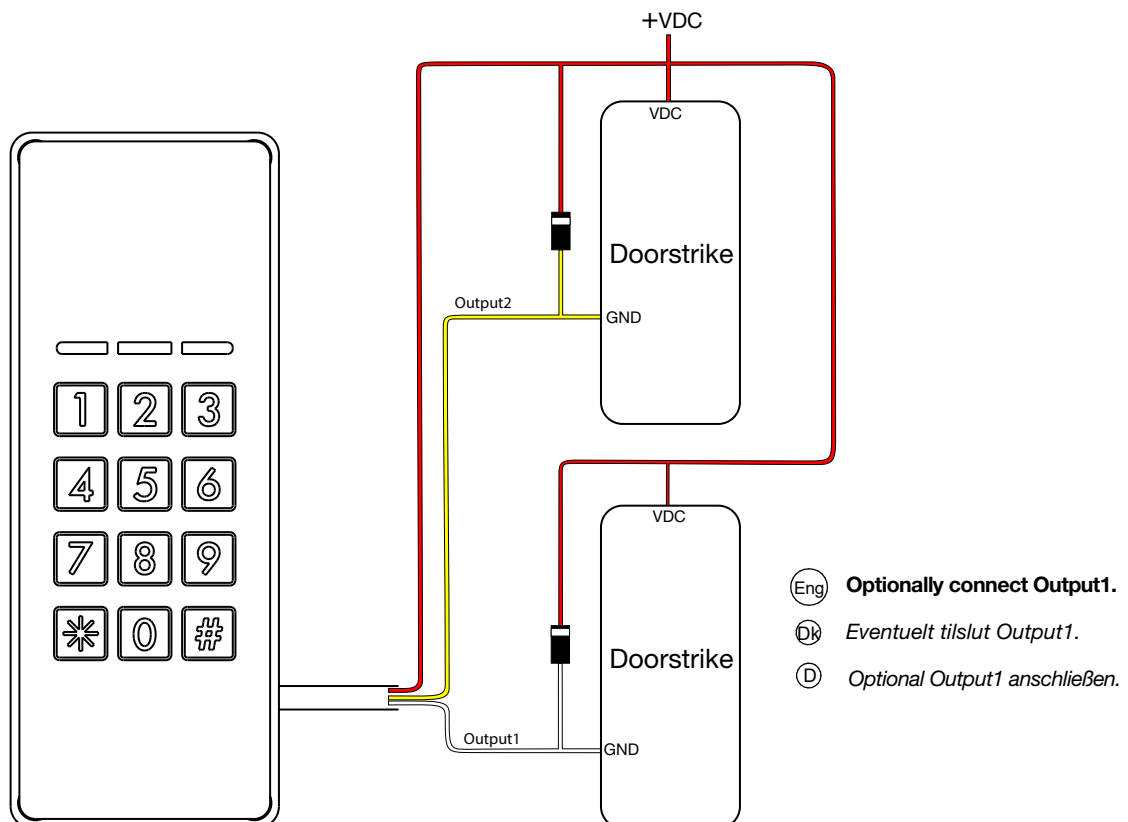 +VDC
VDC
Doorstrike
Output2
GND
1 2 3
4 5 6
7 8 9
* 0 #
VDC
Doorstrike
Output1
GND
Eng Optionally connect Output1.
Dk Eventuelt tilslut Output1.
D Optional Output1 anschließen.